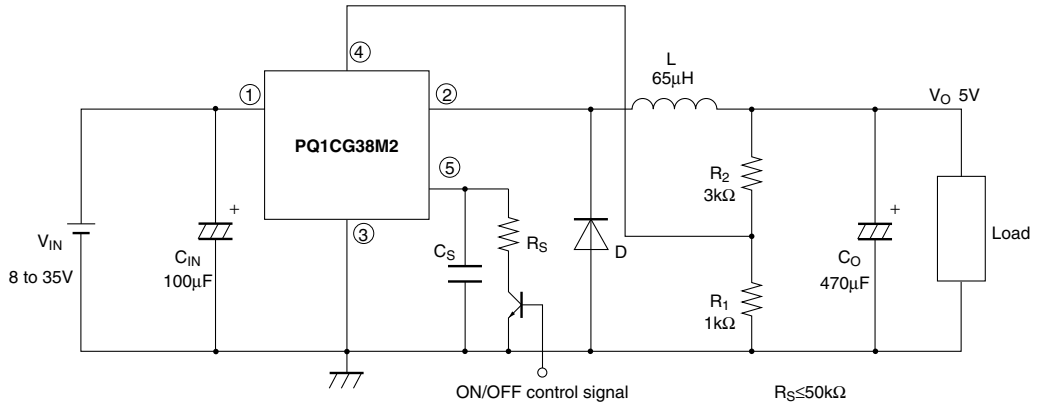 ④
L
65μH
①
②
VO 5V
PQ1CG38M2
R2
3kΩ
⑤
+
+
③
RS
CS
VIN
CIN
100μF
8 to 35V
D
CO
470μF
Load
R1
1kΩ
ON/OFF control signal
RS≤50kΩ